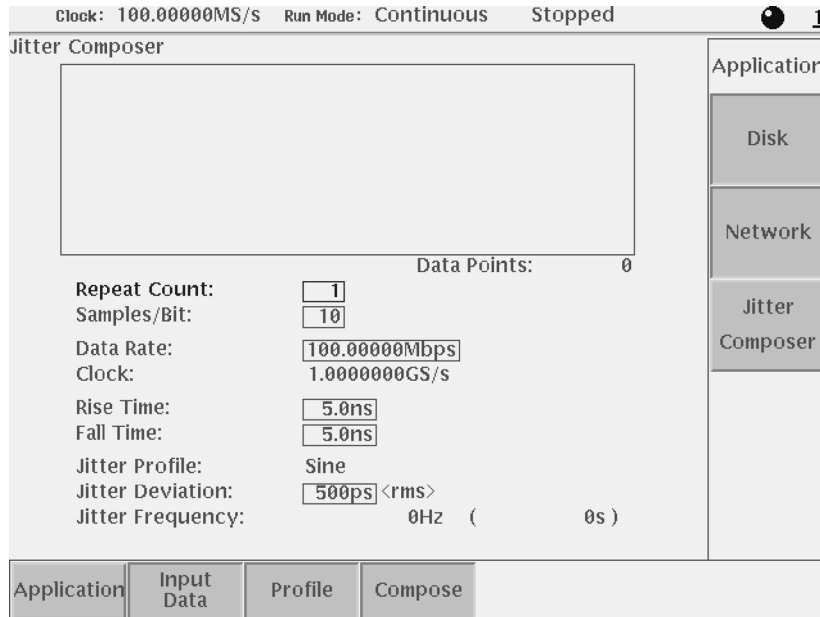 Clock: 100.00000MS/s Run Mode: Continuous Stopped 1
Jitter Composer
Application
Disk
Network
Jitter
Composer
Data Points: 0
Repeat Count: 1
Samples/Bit: 10
Data Rate: 100.00000Mbps
Clock: 1.0000000GS/s
Rise Time: 5.0ns
Fall Time: 5.0ns
Jitter Profile: Sine
Jitter Deviation: 500ps <rms>
Jitter Frequency: 0Hz ( 0s )
Application
Input
Data
Profile
Compose